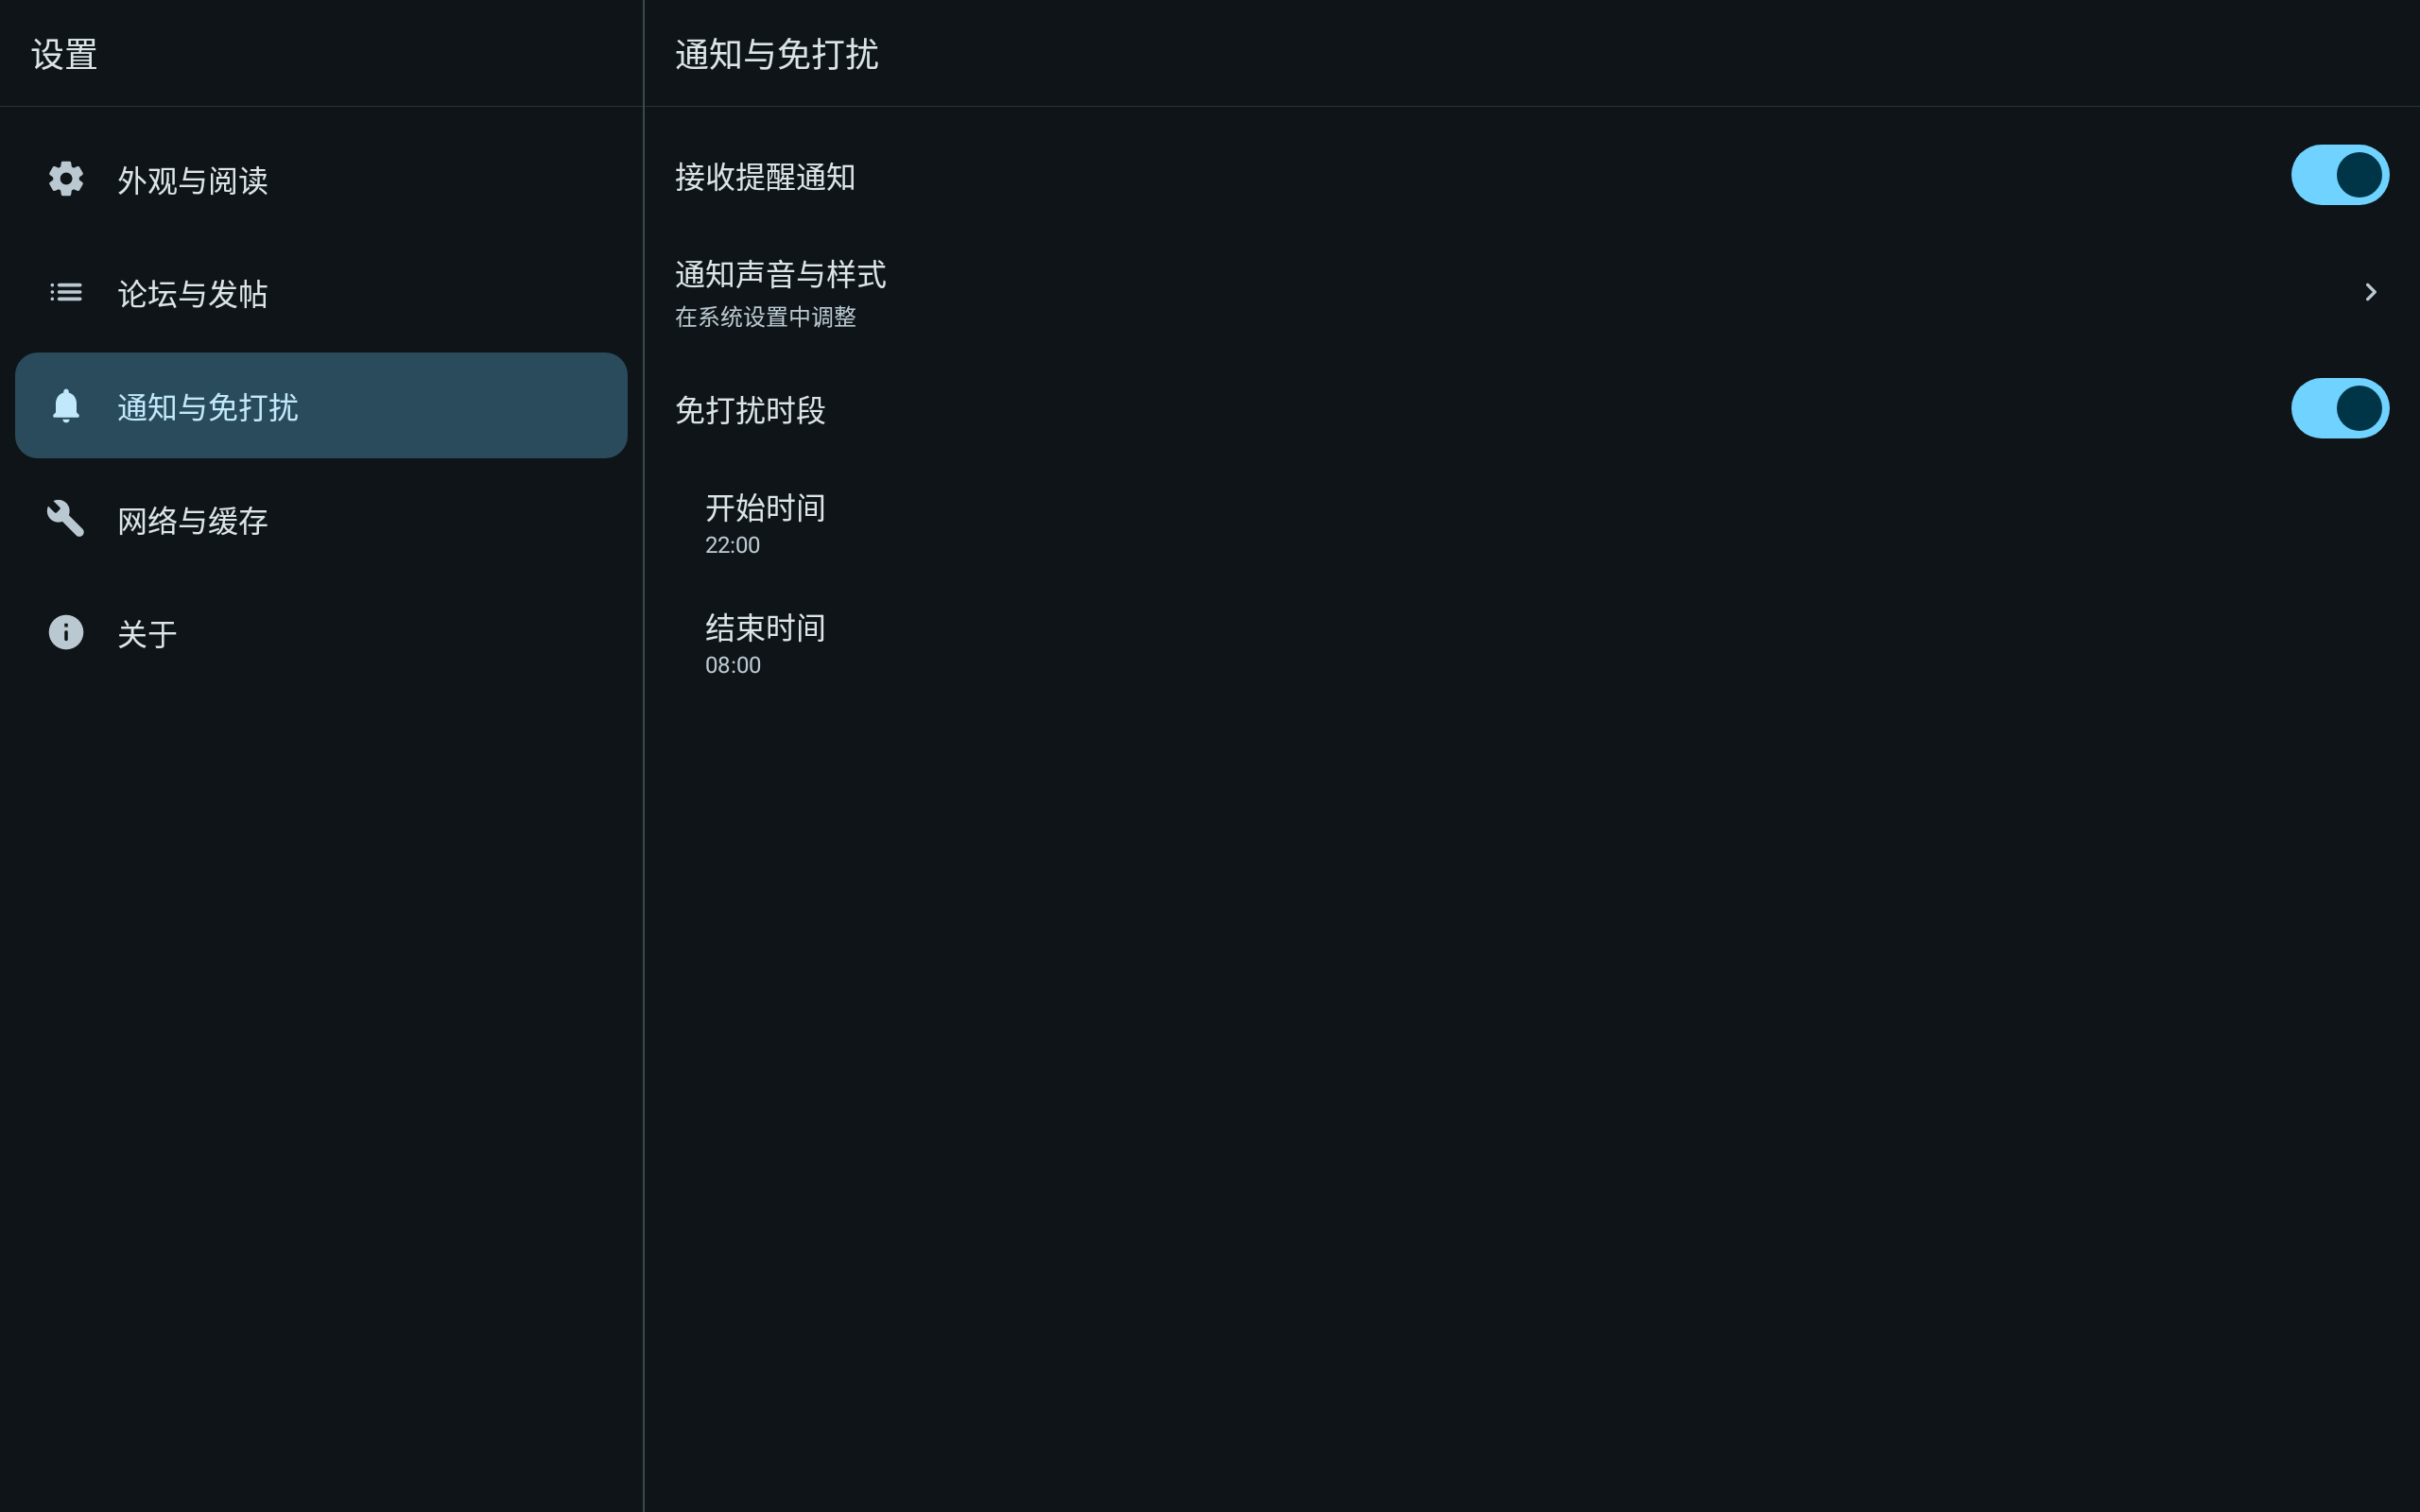 设置
外观与阅读
论坛与发帖
通知与免打扰
网络与缓存
关于
通知与免打扰
接收提醒通知
通知声音与样式
在系统设置中调整
免打扰时段
开始时间
22:00
结束时间
08:00